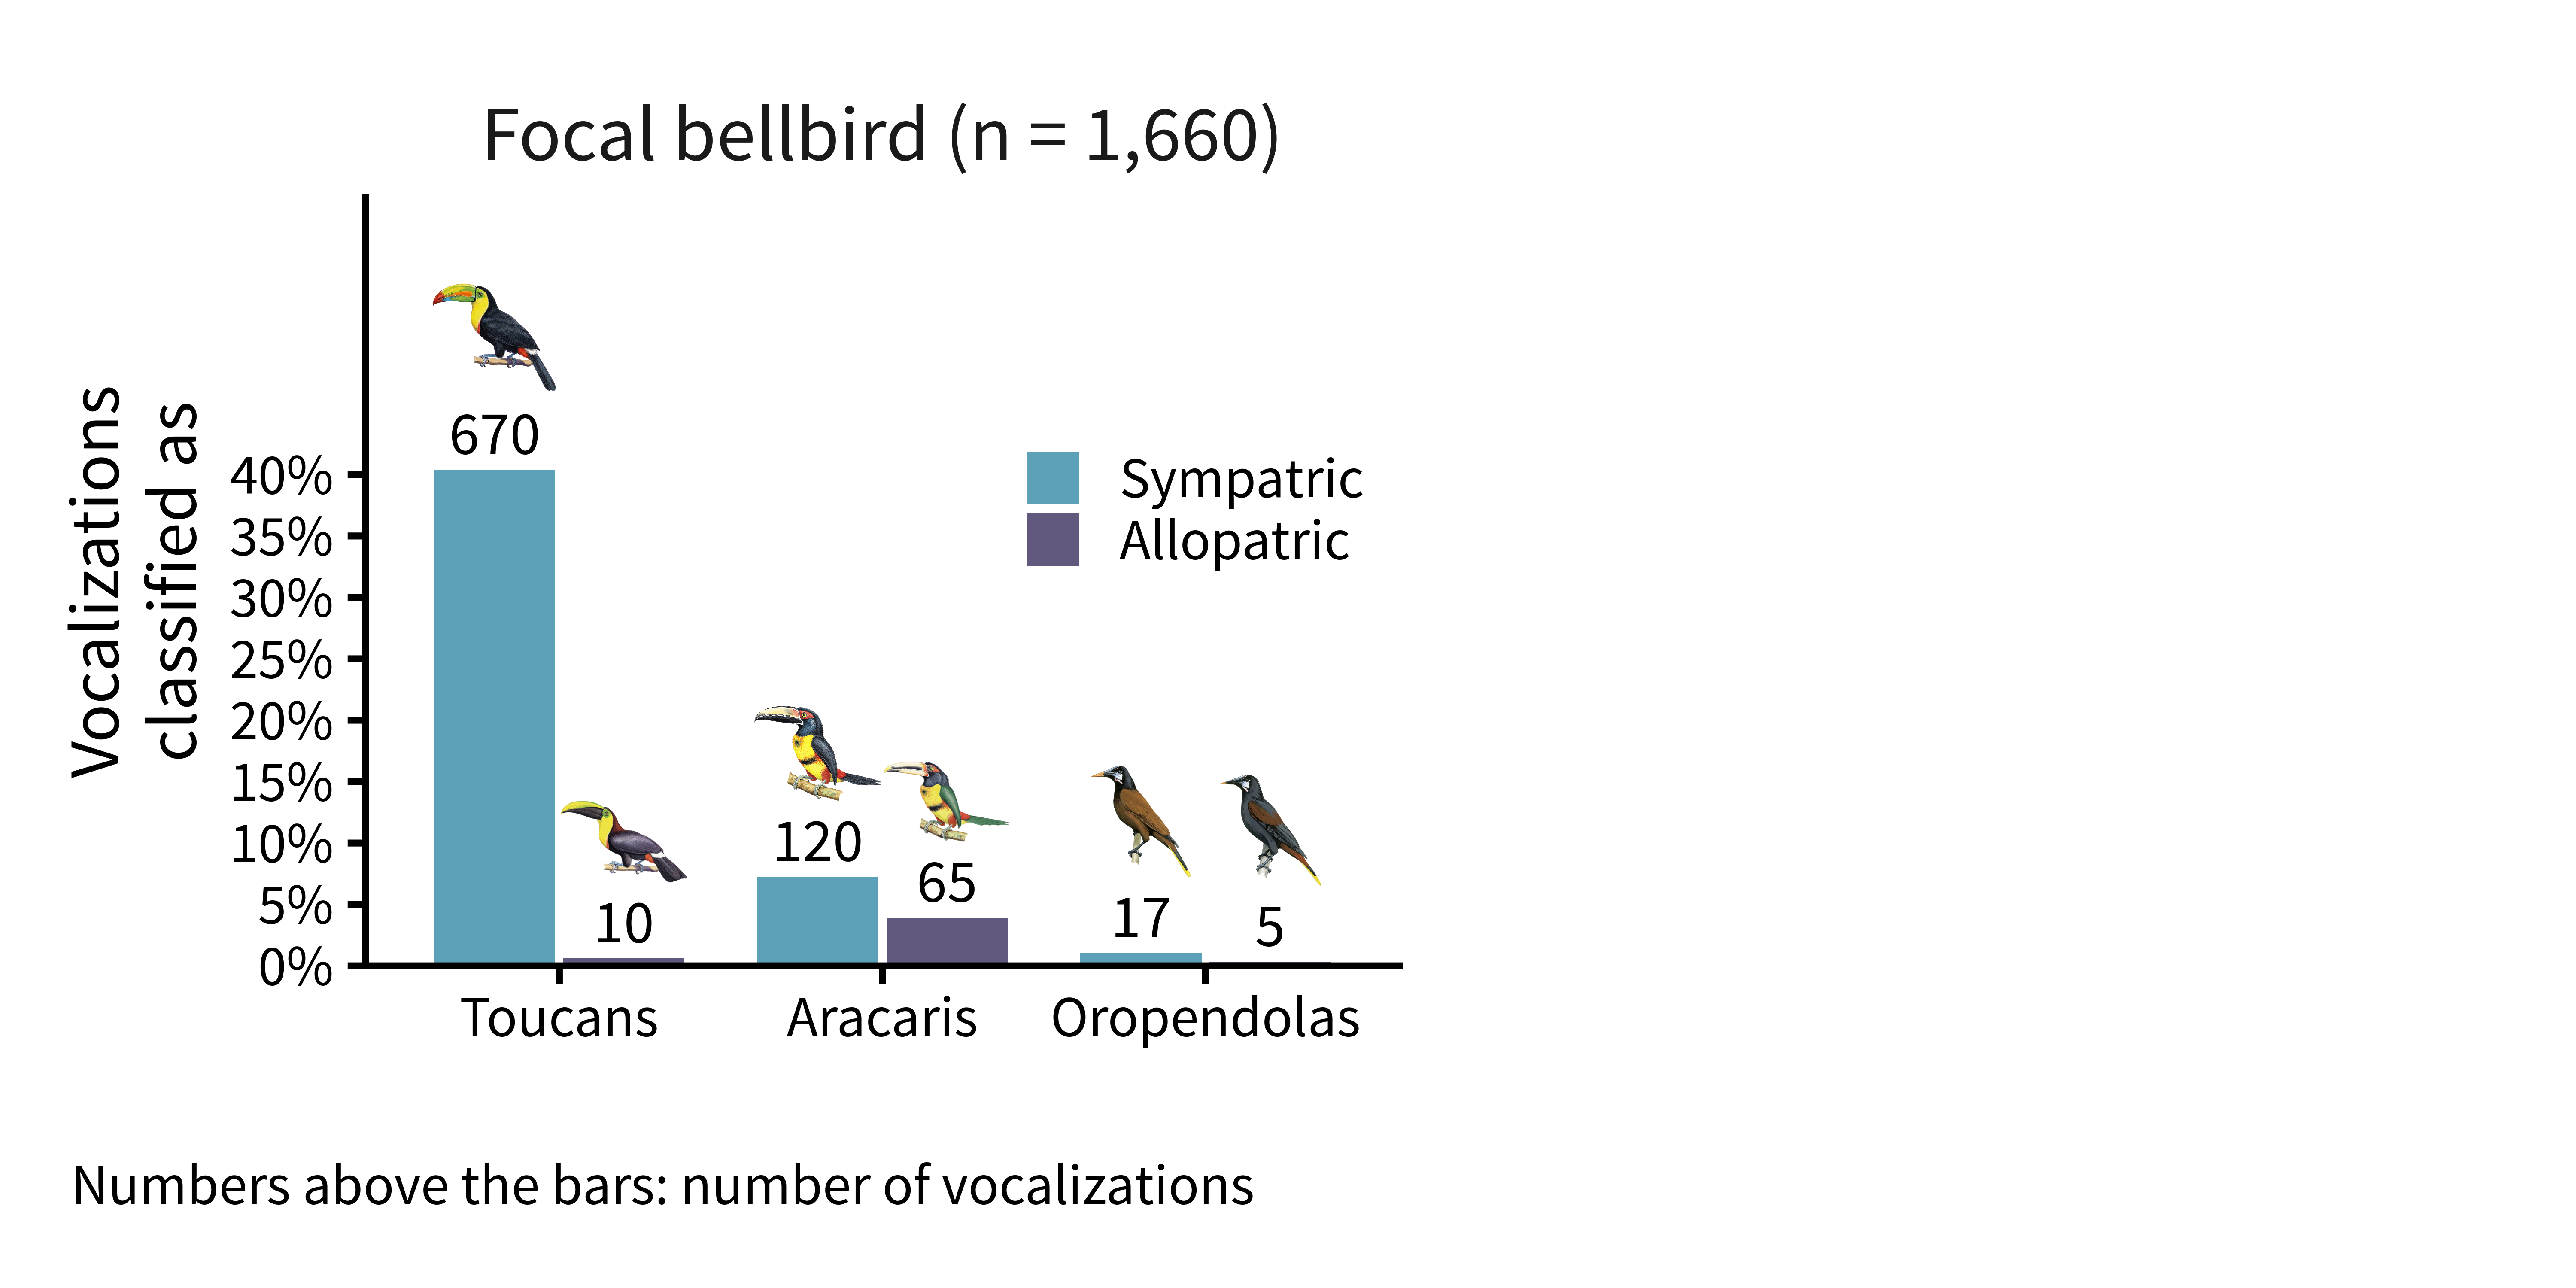 Focal bellbird (n = 1,660)
Vocalizations
classified as
40%
35%
30%
25%
20%
15%
10%
5%
0%
670
10
120
65
17
5
Sympatric
Allopatric
Toucans
Aracaris
Oropendolas
Numbers above the bars: number of vocalizations